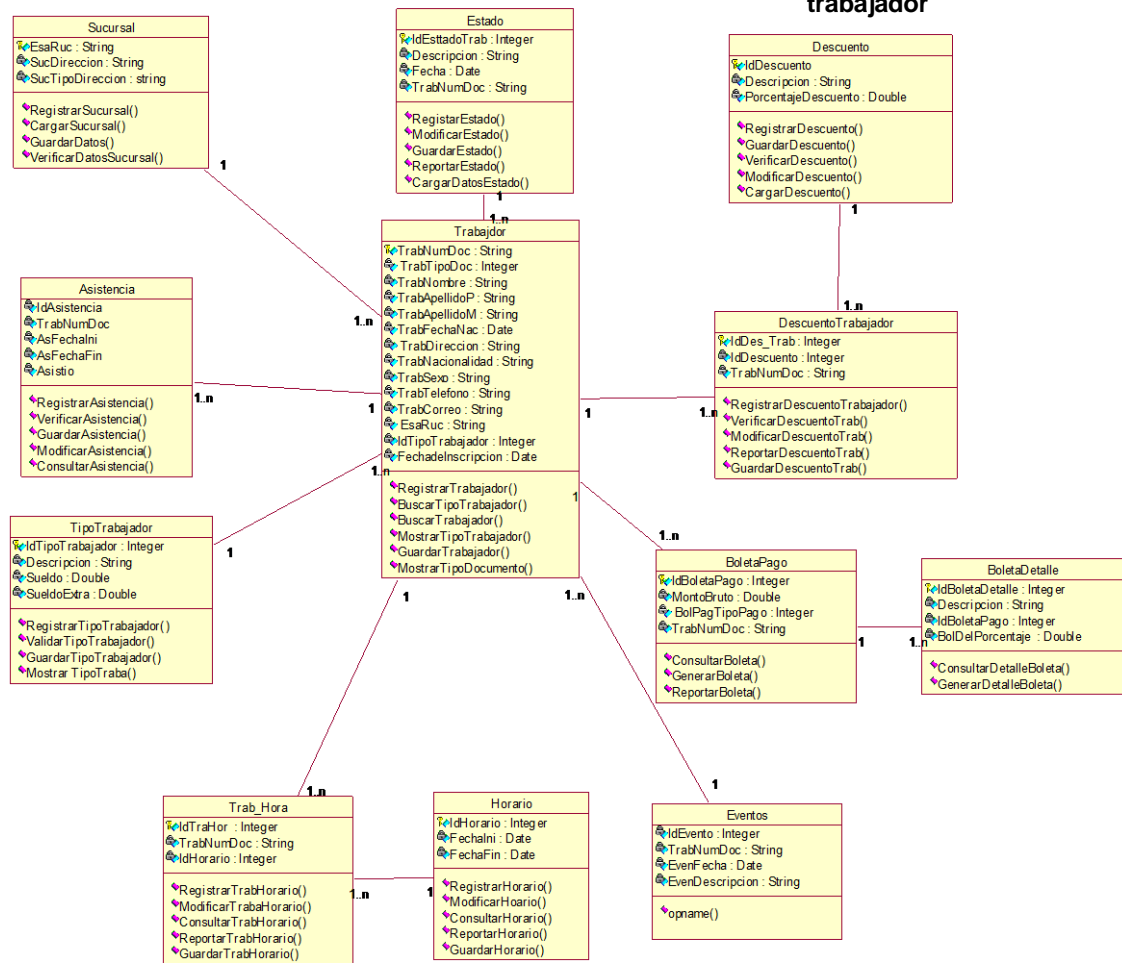 trabajador
Sucursal
EsaRuc : String
SucDireccion : String
SucTipoDireccion : string
RegistrarSucursal()
CargarSucursal()
GuardarDatos()
VerificarDatosSucursal()
1
1..n
Estado
IdEsttadoTrab : Integer
Descripcion : String
Fecha : Date
TrabNumDoc : String
RegistarEstado()
ModificarEstado()
GuardarEstado()
ReportarEstado()
CargarDatosEstado()
1
1..n
Descuento
IdDescuento
Descripcion : String
PorcentajeDescuento : Double
RegistrarDescuento()
GuardarDescuento()
VerificarDescuento()
ModificarDescuento()
CargarDescuento()
1
1..n
Trabajdor
TrabNumDoc : String
TrabTipoDoc : Integer
TrabNombre : String
TrabApellidoP : String
TrabApellidoM : String
TrabFechaNac : Date
TrabDireccion : String
TrabNacionalidad : String
TrabSexo : String
TrabTelefono : String
TrabCorreo : String
EsaRuc : String
IdTipoTrabajador : Integer
FechadeInscripcion : Date
RegistrarTrabajador()
BuscarTipoTrabajador()
BuscarTrabajador()
MostrarTipoTrabajador()
GuardarTrabajador()
MostrarTipoDocumento()
Asistencia
IdAsistencia
TrabNumDoc
AsFechaIni
AsFechaFin
Asistio
RegistrarAsistencia()
VerificarAsistencia()
GuardarAsistencia()
ModificarAsistencia()
ConsultarAsistencia()
1..n
1
DescuentoTrabajador
IdDes_Trab : Integer
IdDescuento : Integer
TrabNumDoc : String
RegistrarDescuentoTrabajador()
VerificarDescuentoTrab()
ModificarDescuentoTrab()
ReportarDescuentoTrab()
GuardarDescuentoTrab()
1
1..n
TipoTrabajador
IdTipoTrabajador : Integer
Descripcion : String
Sueldo : Double
SueldoExtra : Double
RegistrarTipoTrabajador()
ValidarTipoTrabajador()
GuardarTipoTrabajador()
Mostrar TipoTraba()
1
1..n
BoletaPago
IdBoletaPago : Integer
MontoBruto : Double
BolPagTipoPago : Integer
TrabNumDoc : String
ConsultarBoleta()
GenerarBoleta()
ReportarBoleta()
1
1..n
BoletaDetalle
IdBoletaDetalle : Integer
Descripcion : String
IdBoletaPago : Integer
BolDelPorcentaje : Double
ConsultarDetalleBoleta()
GenerarDetalleBoleta()
1
1..n
Trab_Hora
IdTraHor : Integer
TrabNumDoc : String
IdHorario : Integer
RegistrarTrabHorario()
ModificarTrabaHorario()
ConsultarTrabHorario()
ReportarTrabHorario()
GuardarTrabHorario()
1
1..n
Horario
IdHorario : Integer
FechaIni : Date
FechaFin : Date
RegistrarHorario()
ModificarHoario()
ConsultarHorario()
ReportarHorario()
GuardarHorario()
1..n
1
Eventos
IdEvento : Integer
TrabNumDoc : String
EvenFecha : Date
EvenDescripcion : String
opname()
1..n
1